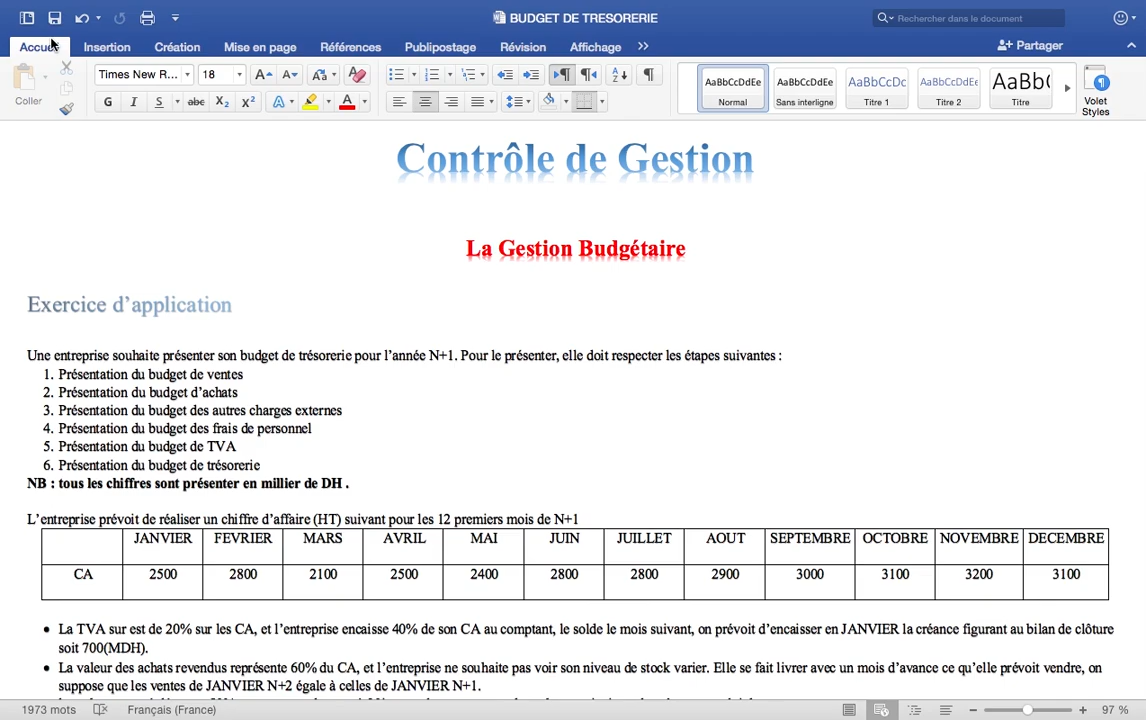 BUDGET DE TRESORERIE
Rechercher dans le document
Accueil Insertion Création Mise en page Références Publipostage Révision Affichage >> Partager
Coller
Times New R... 18
G I S abc X₂ X²
AaBbCcDdEe AaBbCcDdEe AaBbCcDc AaBbCcDdEe AaBb(
Normal Sans interligne Titre 1 Titre 2 Titre
Volet
Styles
Contrôle de Gestion
La Gestion Budgétaire
Exercice d'application
Une entreprise souhaite présenter son budget de trésorerie pour l'année N+1. Pour le présenter, elle doit respecter les étapes suivantes :
1. Présentation du budget de ventes
2. Présentation du budget d'achats
3. Présentation du budget des autres charges externes
4. Présentation du budget des frais de personnel
5. Présentation du budget de TVA
6. Présentation du budget de trésorerie
NB : tous les chiffres sont présenter en millier de DH .
L'entreprise prévoit de réaliser un chiffre d'affaire (HT) suivant pour les 12 premiers mois de N+1
JANVIER FEVRIER MARS AVRIL MAI JUIN JUILLET AOUT SEPTEMBRE OCTOBRE NOVEMBRE DECEMBRE
CA 2500 2800 2100 2500 2400 2800 2800 2900 3000 3100 3200 3100
• La TVA sur est de 20% sur les CA, et l'entreprise encaisse 40% de son CA au comptant, le solde le mois suivant, on prévoit d'encaisser en JANVIER la créance figurant au bilan de clôture
soit 700(MDH).
• La valeur des achats revendus représente 60% du CA, et l'entreprise ne souhaite pas voir son niveau de stock varier. Elle se fait livrer avec un mois d'avance ce qu'elle prévoit vendre, on
suppose que les ventes de JANVIER N+2 égale à celles de JANVIER N+1.
1973 mots Français (France) 97 %